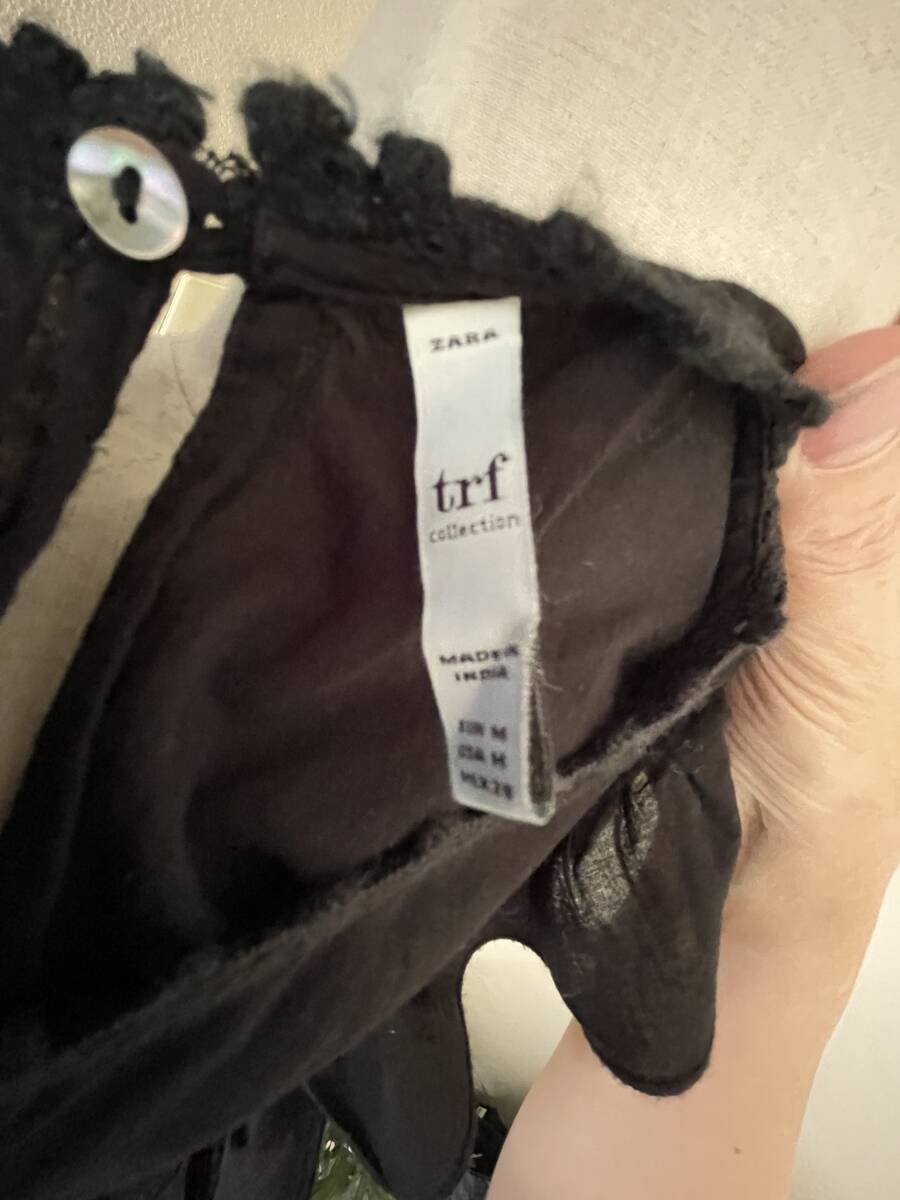 ZARA
trf
collection
MADE IN
INDIA
EUR M
USA M
MEX 28